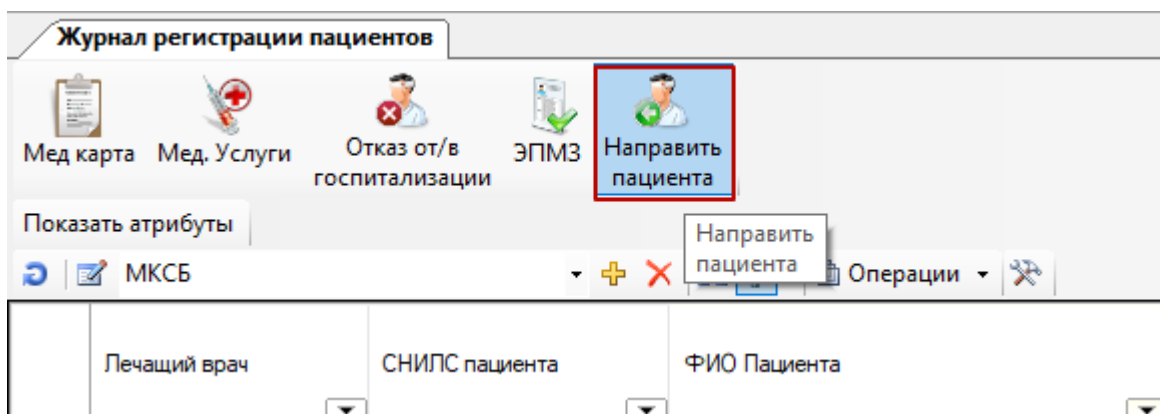 Журнал регистрации пациентов
Мед карта
Мед. Услуги
Отказ от/в
госпитализации
ЭПМЗ
Направить
пациента
Показать атрибуты
Направить
пациента
МКСБ
Операции
Лечащий врач
СНИЛС пациента
ФИО Пациента